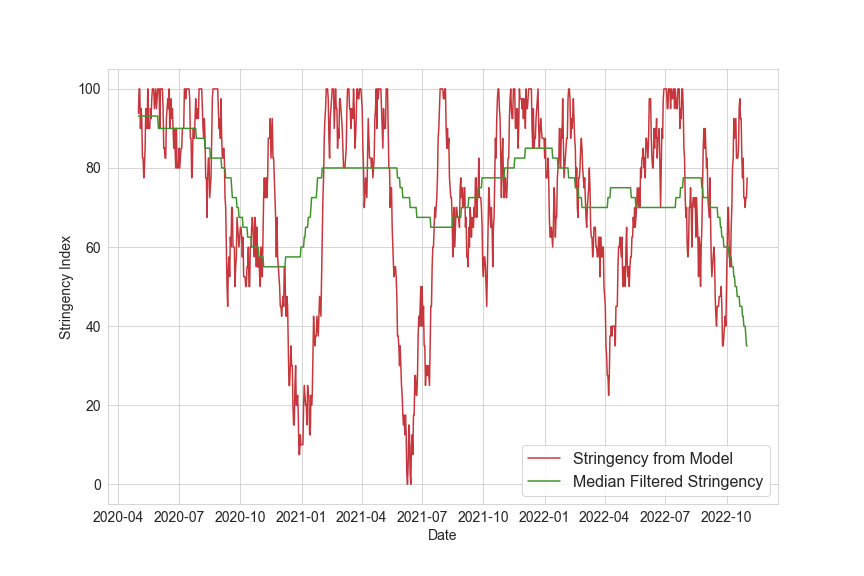 100
80
60
40
20
0
Stringency Index
Stringency from Model
Median Filtered Stringency
2020-04 2020-07 2020-10 2021-01 2021-04 2021-07 2021-10 2022-01 2022-04 2022-07 2022-10
Date